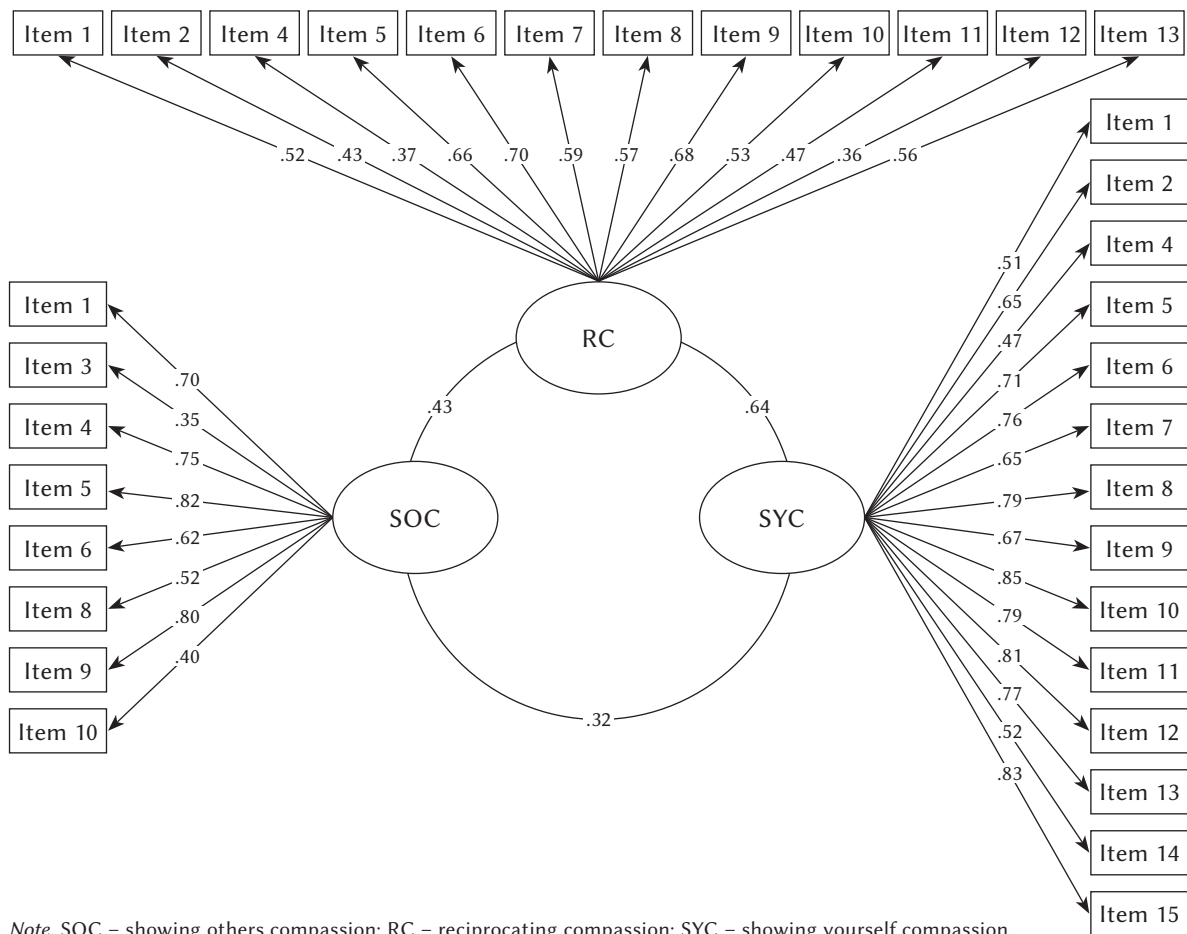 Item 1 Item 2 Item 4 Item 5 Item 6 Item 7 Item 8 Item 9 Item 10 Item 11 Item 12 Item 13
.52 .43 .37 .66 .70 .59 .57 .68 .53 .47 .36 .56
RC
.43
.64
Item 1
Item 3
Item 4
Item 5
Item 6
Item 8
Item 9
Item 10
.70
.35
.75
.82
.62
.52
.80
.40
SOC
SYC
.32
.51
.65
.47
.71
.76
.65
.79
.67
.85
.79
.81
.77
.52
.83
Item 1
Item 2
Item 4
Item 5
Item 6
Item 7
Item 8
Item 9
Item 10
Item 11
Item 12
Item 13
Item 14
Item 15
Note. SOC – showing others compassion; RC – reciprocating compassion; SYC – showing yourself compassion.